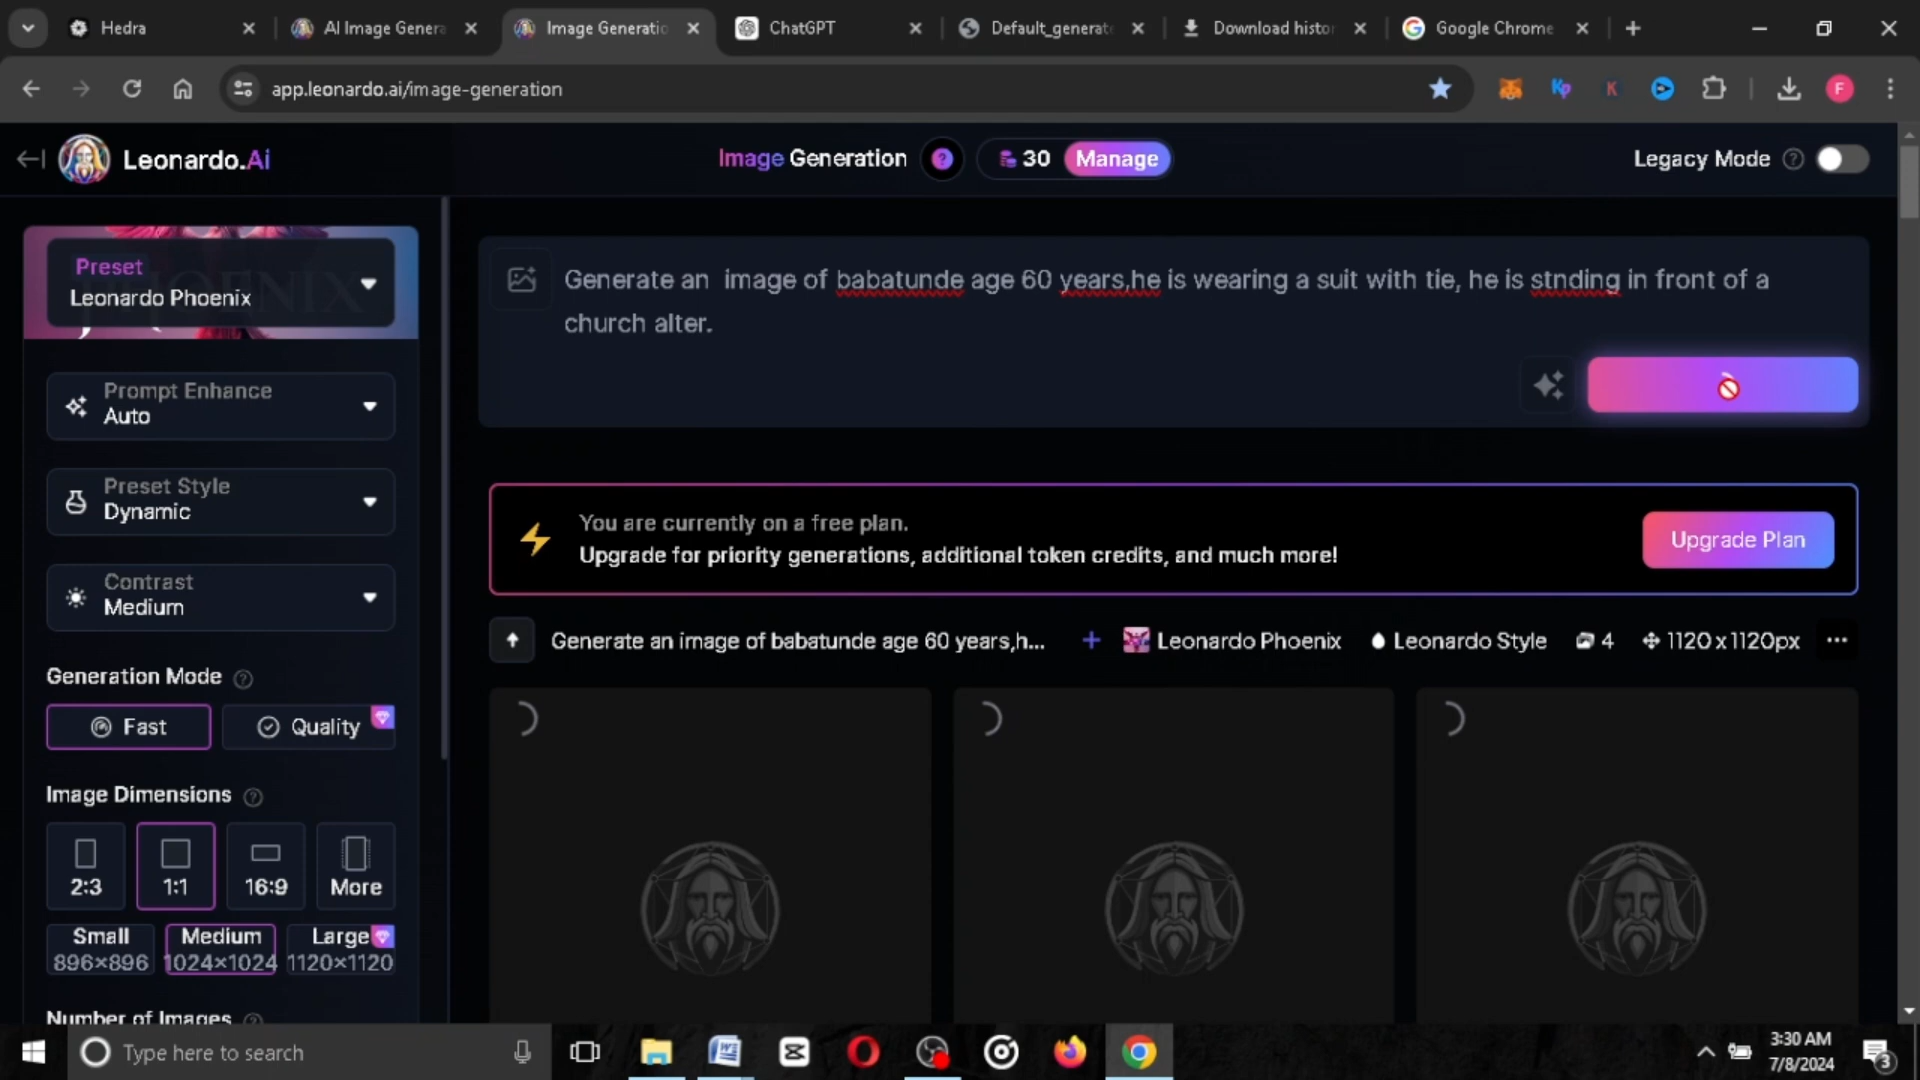 Hedra
AI Image Genera
Image Generatio
ChatGPT
Default_generat
Download histor
Google Chrome
app.leonardo.ai/image-generation
F
Leonardo.Ai
Image Generation
?
30
Manage
Legacy Mode
Preset
Leonardo Phoenix
Generate an  image of babatunde age 60 years,he is wearing a suit with tie, he is stnding in front of a
church alter.
Prompt Enhance
Auto
Preset Style
Dynamic
You are currently on a free plan.
Upgrade for priority generations, additional token credits, and much more!
Upgrade Plan
Contrast
Medium
Generate an image of babatunde age 60 years,h...
Leonardo Phoenix
Leonardo Style
4
1120 x 1120px
Generation Mode
Fast
Quality
Image Dimensions
2:3
1:1
16:9
More
Small
896×896
Medium
1024×1024
Large
1120×1120
Number of Images
Type here to search
3:30 AM
7/8/2024
3